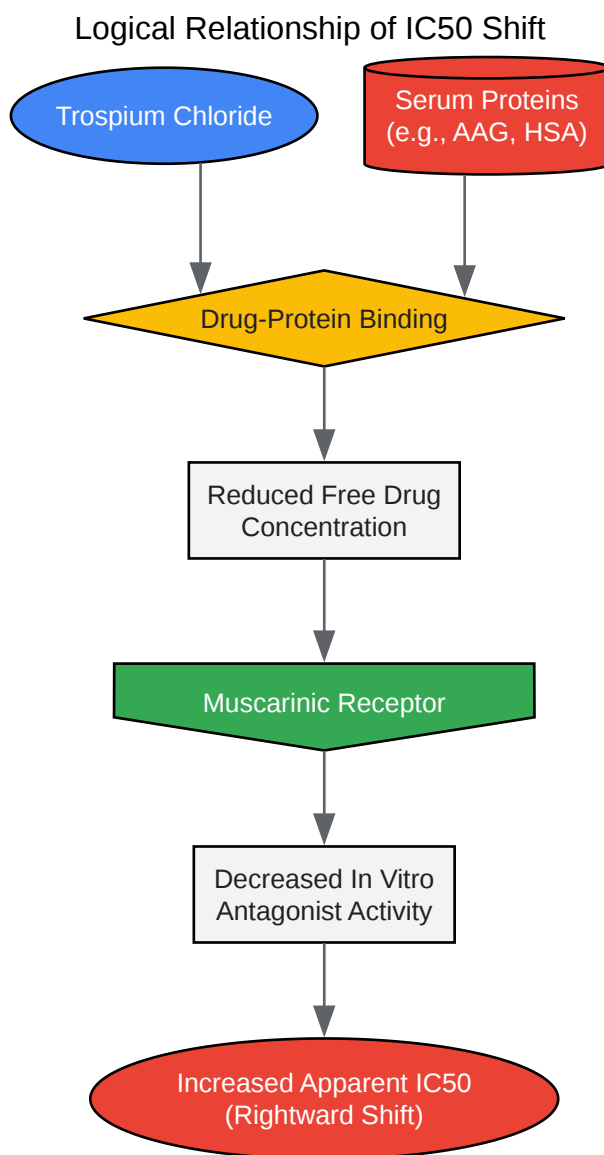 Logical Relationship of IC50 Shift
Trospium Chloride
Serum Proteins
(e.g., AAG, HSA)
Drug-Protein Binding
Reduced Free Drug
Concentration
Muscarinic Receptor
Decreased In Vitro
Antagonist Activity
Increased Apparent IC50
(Rightward Shift)